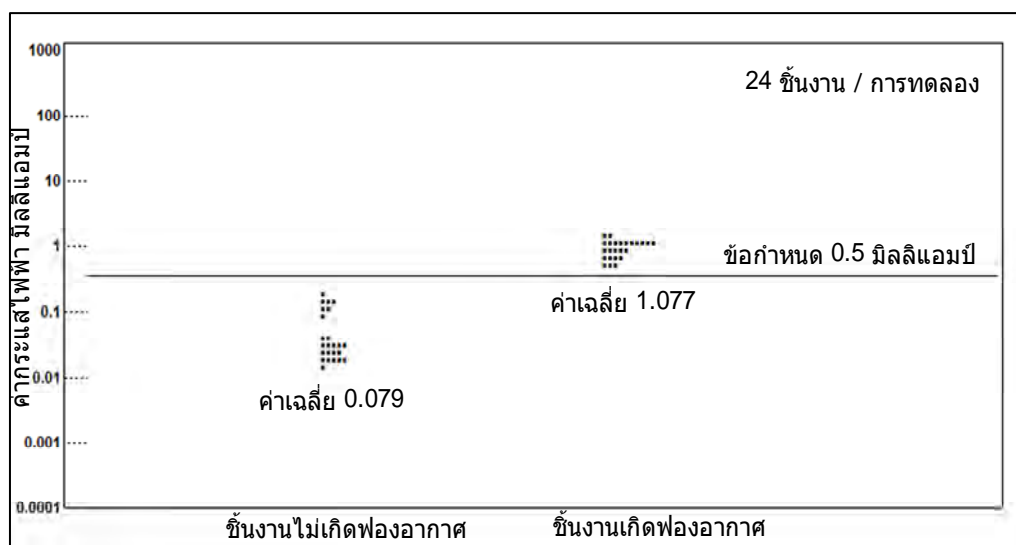 1000
24 ชิ้นงาน / การทดลอง
100
10
1
ข้อกำหนด 0.5 มิลลิแอมป์
ค่าเฉลี่ย 1.077
0.1
0.01
ค่าเฉลี่ย 0.079
0.001
0.0001
ค่ากระแสไฟฟ้า มิลลิแอมป์
ชิ้นงานไม่เกิดฟองอากาศ
ชิ้นงานเกิดฟองอากาศ